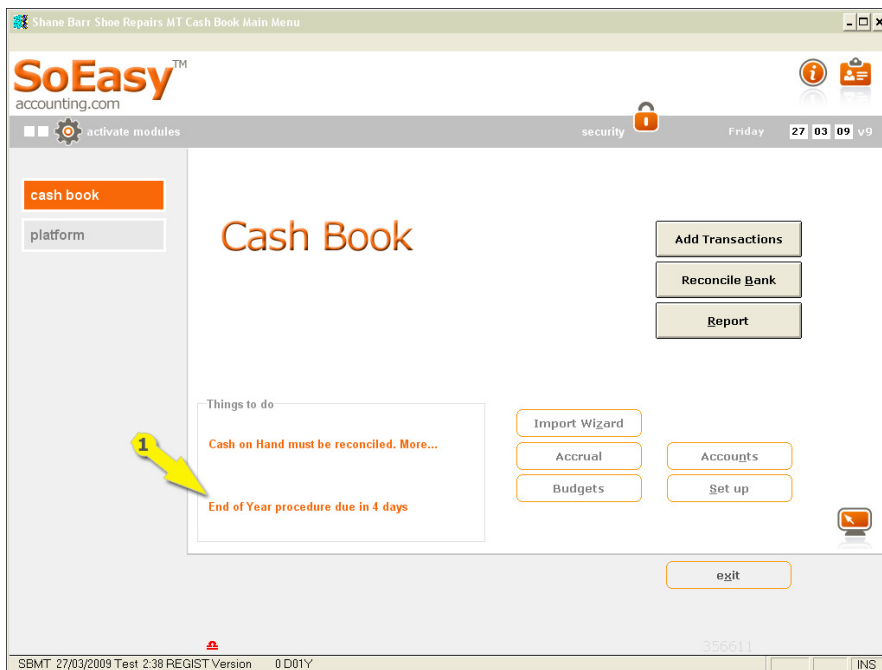 Shane Barr Shoe Repairs MT Cash Book Main Menu
SoEasy™
accounting.com
activate modules
security
Friday
27 03 09 v9
cash book
platform
Cash Book
Add Transactions
Reconcile Bank
Report
Things to do
Cash on Hand must be reconciled. More...
1
End of Year procedure due in 4 days
Import Wizard
Accrual
Accounts
Budgets
Set up
exit
356611
SBMT 27/03/2009 Test 2:38 REGIST Version 0 D01Y
INS